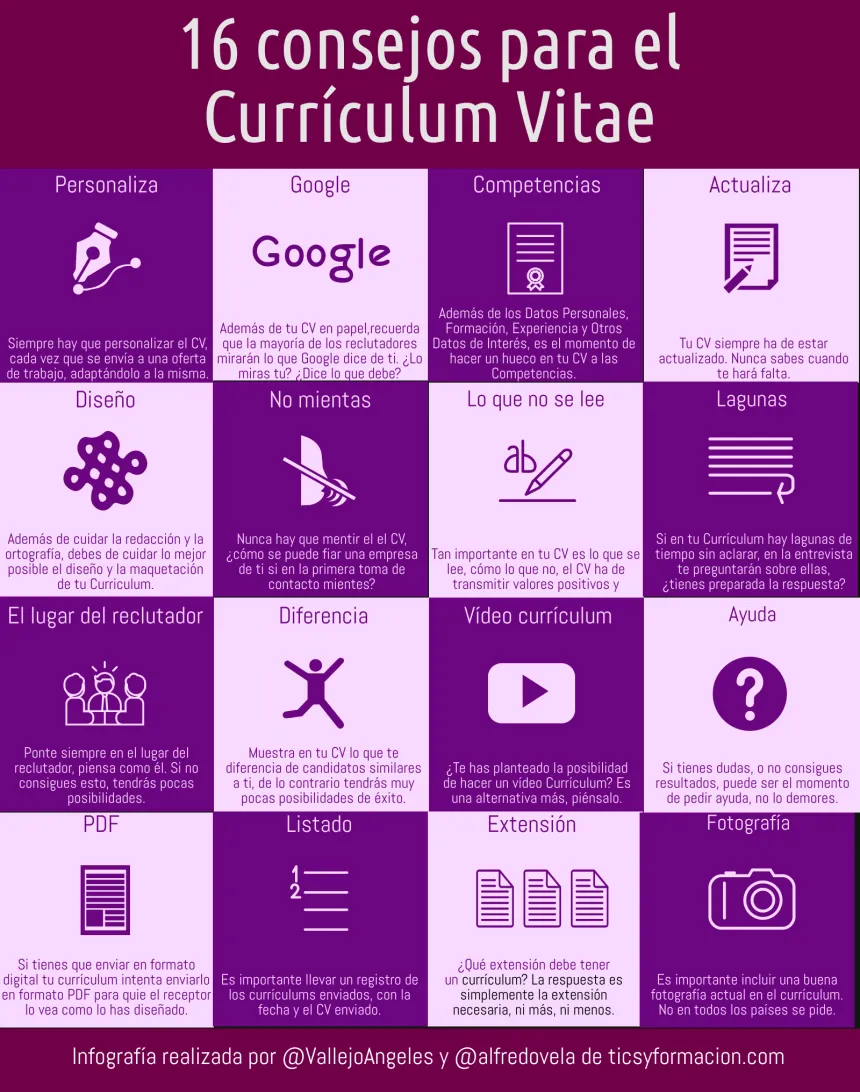 16 consejos para el
Currículum Vitae
Personaliza
Siempre hay que personalizar el CV,
cada vez que se envía a una oferta
de trabajo, adaptándolo a la misma.
Google
Google
Además de tu CV en papel,recuerda
que la mayoría de los reclutadores
mirarán lo que Google dice de ti. ¿Lo
miras tu? ¿Dice lo que debe?
Competencias
Además de los Datos Personales,
Formación, Experiencia y Otros
Datos de Interés, es el momento de
hacer un hueco en tu CV a las
Competencias.
Actualiza
Tu CV siempre ha de estar
actualizado. Nunca sabes cuando
te hará falta.
Diseño
Además de cuidar la redacción y la
ortografía, debes de cuidar lo mejor
posible el diseño y la maquetación
de tu Curriculum.
No mientas
Nunca hay que mentir el el CV,
¿cómo se puede fiar una empresa
de ti si en la primera toma de
contacto mientes?
Lo que no se lee
ab
Tan importante en tu CV es lo que se
lee, cómo lo que no, el CV ha de
transmitir valores positivos y
Lagunas
Si en tu Currículum hay lagunas de
tiempo sin aclarar, en la entrevista
te preguntarán sobre ellas,
¿tienes preparada la respuesta?
El lugar del reclutador
Ponte siempre en el lugar del
reclutador, piensa como él. Si no
consigues esto, tendrás pocas
posibilidades.
Diferencia
Muestra en tu CV lo que te
diferencia de candidatos similares
a ti, de lo contrario tendrás muy
pocas posibilidades de éxito.
Vídeo currículum
¿Te has planteado la posibilidad
de hacer un vídeo Currículum? Es
una alternativa más, piénsalo.
Ayuda
?
Si tienes dudas, o no consigues
resultados, puede ser el momento
de pedir ayuda, no lo demores.
PDF
Si tienes que enviar en formato
digital tu currículum intenta enviarlo
en formato PDF para quie el receptor
lo vea como lo has diseñado.
Listado
1
2
Es importante llevar un registro de
los currículums enviados, con la
fecha y el CV enviado.
Extensión
¿Qué extensión debe tener
un currículum? La respuesta es
simplemente la extensión
necesaria, ni más, ni menos.
Fotografía
Es importante incluir una buena
fotografía actual en el currículum.
No en todos los países se pide.
Infografía realizada por @VallejoAngeles y @alfredovela de ticsyformacion.com